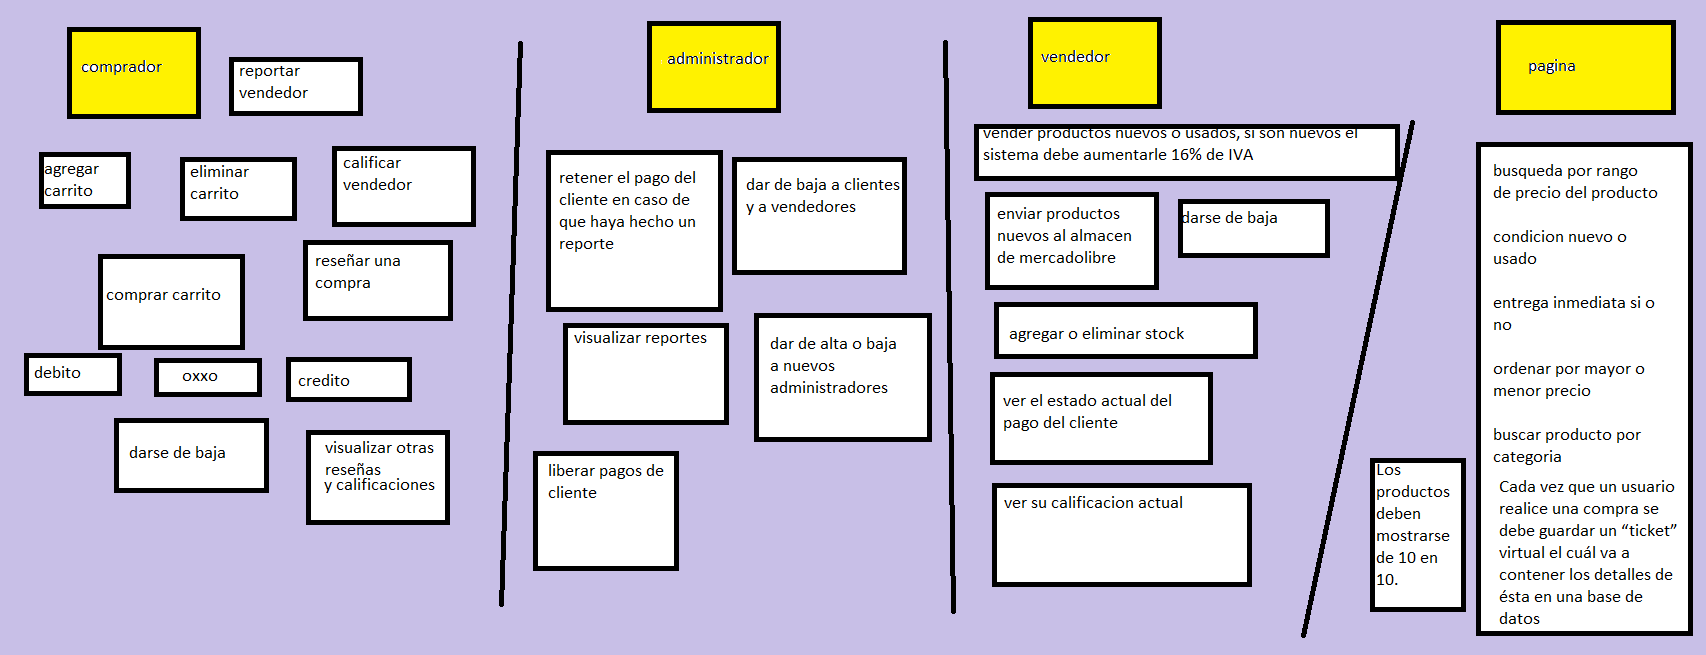 comprador
reportar
vendedor
agregar
carrito
eliminar
carrito
calificar
vendedor
comprar carrito
reseñar una
compra
debito
oxxo
credito
darse de baja
visualizar otras
reseñas
y calificaciones
administrador
retener el pago del
cliente en caso de
que haya hecho un
reporte
dar de baja a clientes
y a vendedores
visualizar reportes
dar de alta o baja
a nuevos
administradores
liberar pagos de
cliente
vendedor
vender productos nuevos o usados, si son nuevos el
sistema debe aumentarle 16% de IVA
enviar productos
nuevos al almacen
de mercadolibre
darse de baja
agregar o eliminar stock
ver el estado actual del
pago del cliente
ver su calificacion actual
pagina
busqueda por rango
de precio del producto
condicion nuevo o
usado
entrega inmediata si o
no
ordenar por mayor o
menor precio
buscar producto por
categoria
Cada vez que un usuario
realice una compra se
debe guardar un “ticket”
virtual el cuál va a
contener los detalles de
ésta en una base de
datos
Los
productos
deben
mostrarse
de 10 en
10.